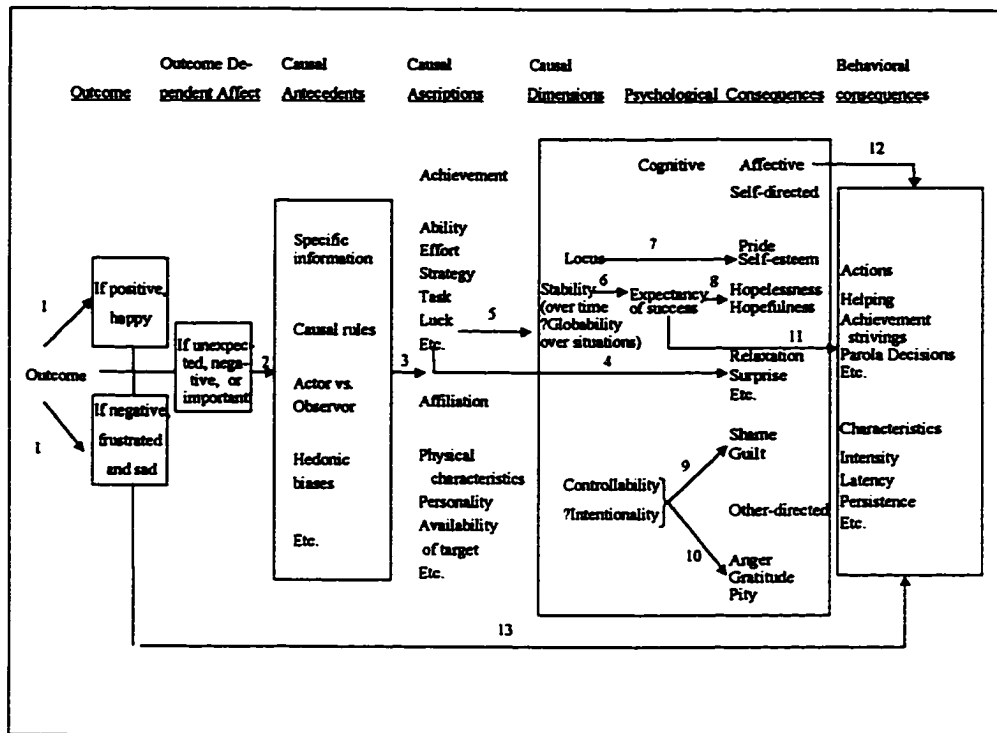 Outcome
Outcome De-
pendent Affect
Causal
Antecedents
Causal
Ascriptions
Causal
Dimensions
Psychological Consequences
Behavioral
consequences
1
If positive,
happy
Outcome
1
If negative,
frustrated
and sad
If unexpec-
ted, nega-
tive, or
important
2
Specific
information
Causal rules
Actor vs.
Observor
Hedonic
biases
Etc.
3
Achievement
Ability
Effort
Strategy
Task
Luck
Etc.
Affiliation
Physical
characteristics
Personality
Availability
of target
Etc.
5
4
Locus
Stability
(over time
?Globability
over situations)
Controllability
?Intentionality
Cognitive
6
Expectancy
of success
7
8
9
10
11
Affective
Self-directed
Pride
Self-esteem
Hopelessness
Hopefulness
Relaxation
Surprise
Etc.
Shame
Guilt
Other-directed
Anger
Gratitude
Pity
12
Actions
Helping
Achievement
strivings
Parola Decisions
Etc.
Characteristics
Intensity
Latency
Persistence
Etc.
13